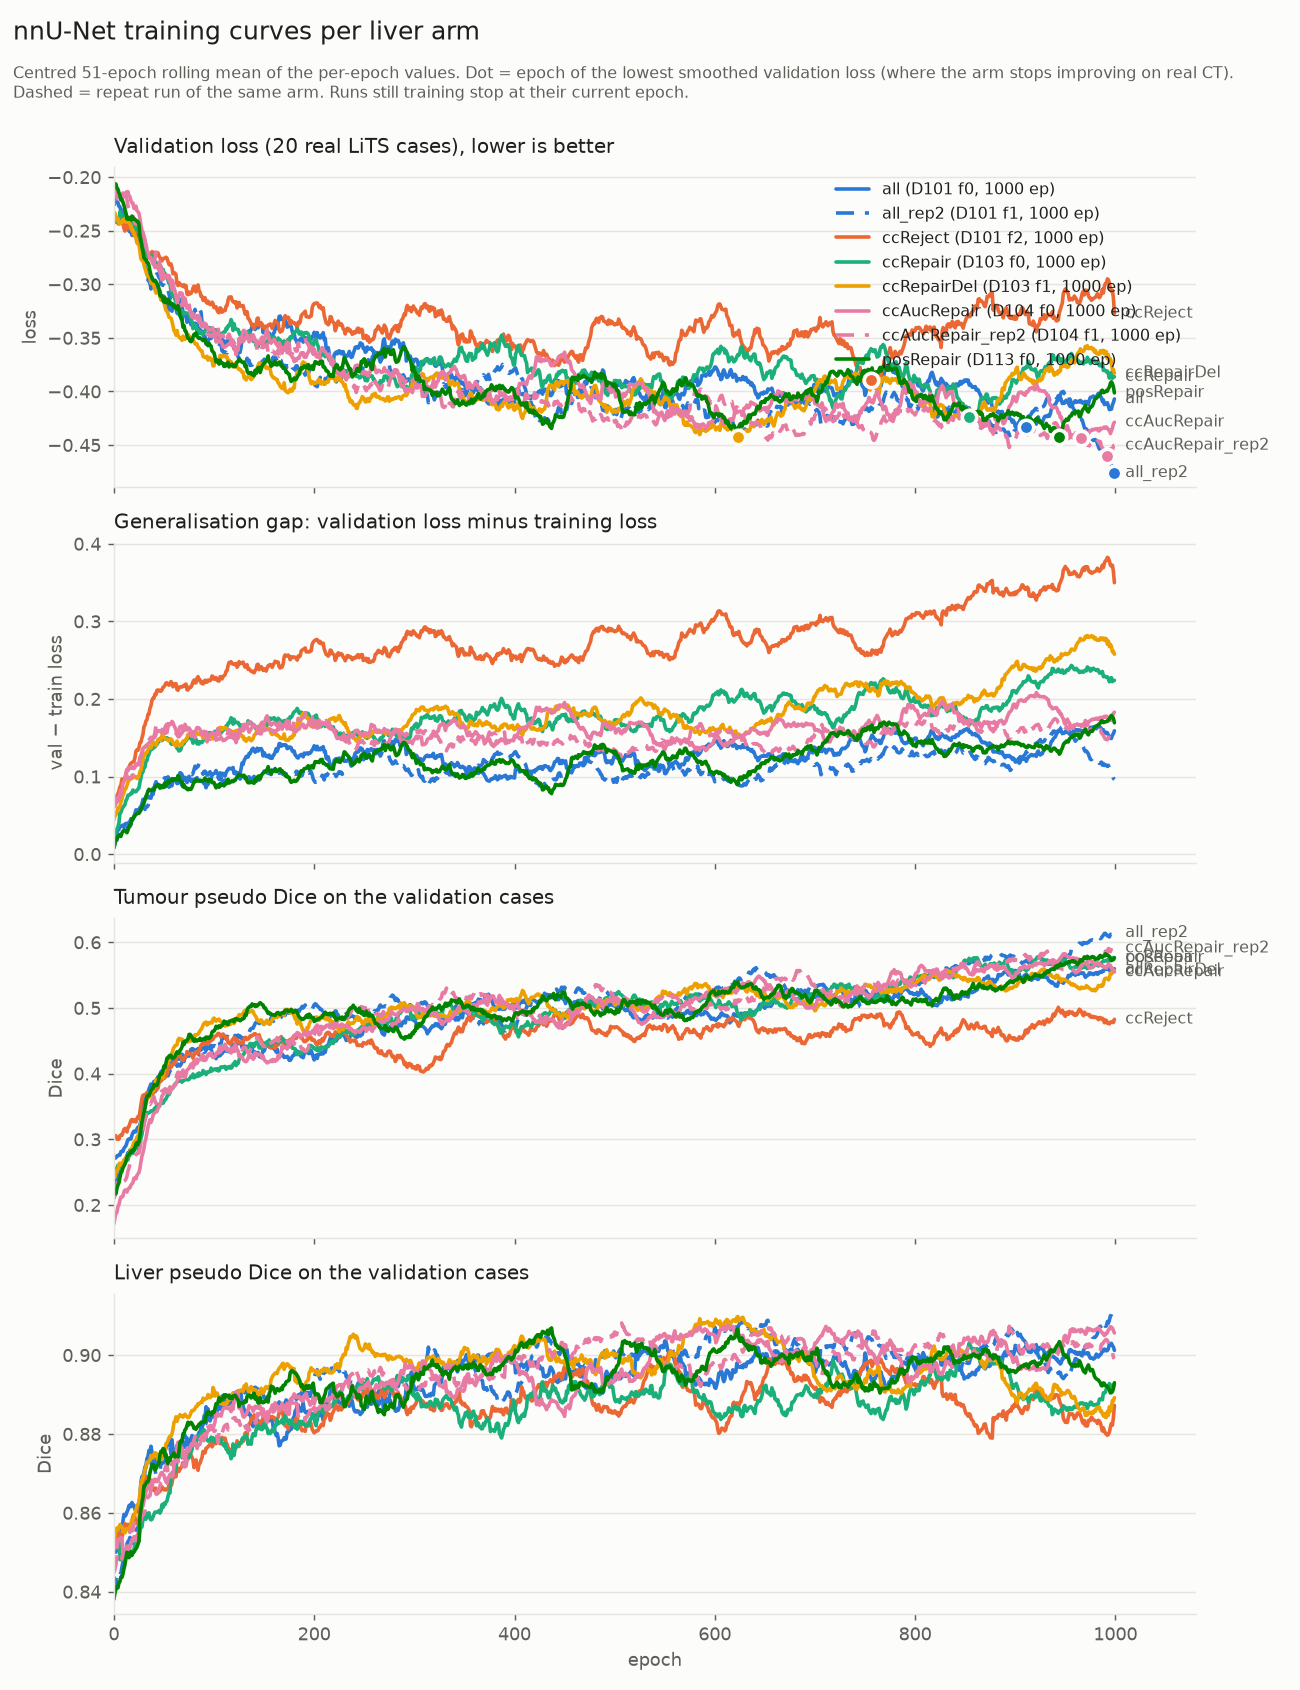 nnU-Net training curves per liver arm
Centred 51-epoch rolling mean of the per-epoch values. Dot = epoch of the lowest smoothed validation loss (where the arm stops improving on real CT).
Dashed = repeat run of the same arm. Runs still training stop at their current epoch.
Validation loss (20 real LiTS cases), lower is better
loss
−0.20
−0.25
−0.30
−0.35
−0.40
−0.45
all (D101 f0, 1000 ep)
all_rep2 (D101 f1, 1000 ep)
ccReject (D101 f2, 1000 ep)
ccRepair (D103 f0, 1000 ep)
ccRepairDel (D103 f1, 1000 ep)
ccAucRepair (D104 f0, 1000 ep)
ccAucRepair_rep2 (D104 f1, 1000 ep)
posRepair (D113 f0, 1000 ep)
ccReject
ccRepairDel
ccRepair
posRepair
all
ccAucRepair
ccAucRepair_rep2
all_rep2
Generalisation gap: validation loss minus training loss
val − train loss
0.4
0.3
0.2
0.1
0.0
Tumour pseudo Dice on the validation cases
Dice
0.6
0.5
0.4
0.3
0.2
all_rep2
ccAucRepair_rep2
ccAucRepair
ccReject
Liver pseudo Dice on the validation cases
Dice
0.90
0.88
0.86
0.84
0 200 400 600 800 1000
epoch